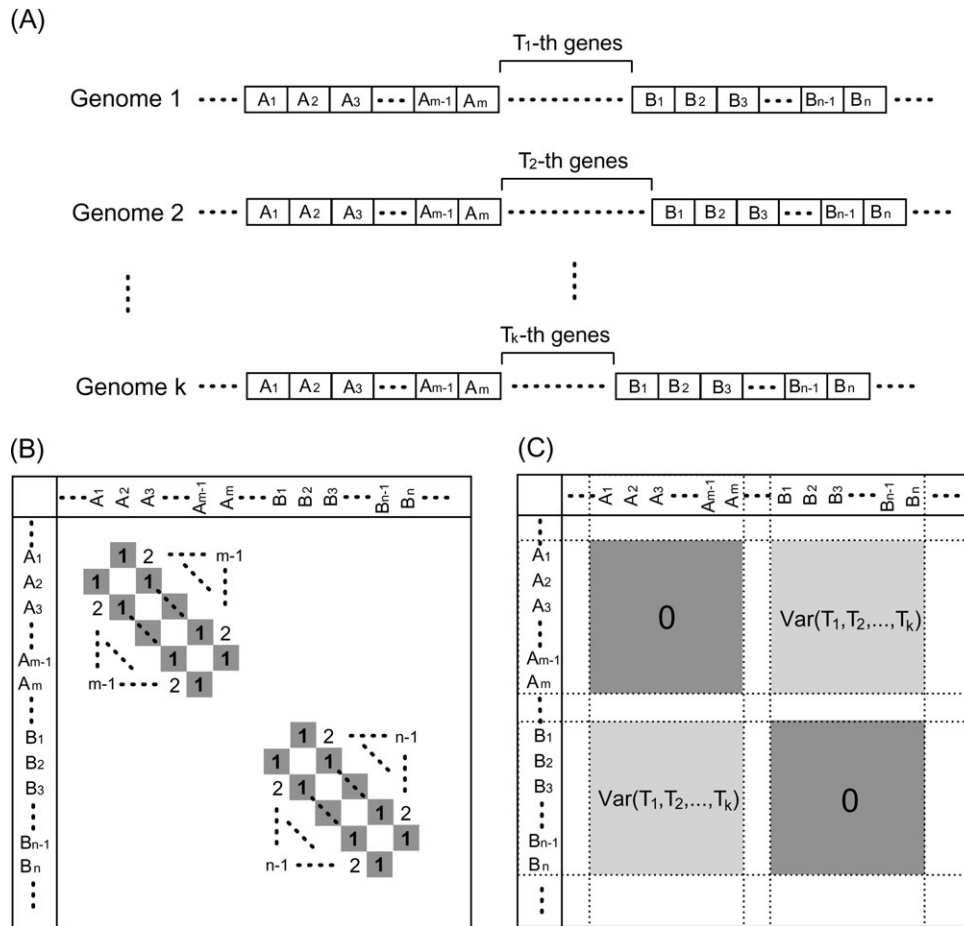 (A)
T1-th genes
Genome 1 ····· A1 A2 A3 ··· Am-1 Am ·········· B1 B2 B3 ··· Bn-1 Bn ·····
T2-th genes
Genome 2 ····· A1 A2 A3 ··· Am-1 Am ·········· B1 B2 B3 ··· Bn-1 Bn ·····
Tk-th genes
Genome k ····· A1 A2 A3 ··· Am-1 Am ·········· B1 B2 B3 ··· Bn-1 Bn ·····
(B)
····· A1 A2 A3 ····· Am-1 Am ····· B1 B2 B3 ····· Bn-1 Bn ·····
A1 1 2 ····· m-1
A2 1 1
A3 2 1
1 2
Am-1 1 1
Am m-1 ····· 2 1
B1 1 2 ····· n-1
B2 1 1
B3 2 1
1 2
Bn-1 1 1
Bn n-1 ····· 2 1
(C)
····· A1 A2 A3 ····· Am-1 Am ····· B1 B2 B3 ····· Bn-1 Bn ·····
A1
A2
A3
0 Var(T1,T2,...,Tk)
Am-1
Am
B1
B2
B3
Var(T1,T2,...,Tk) 0
Bn-1
Bn